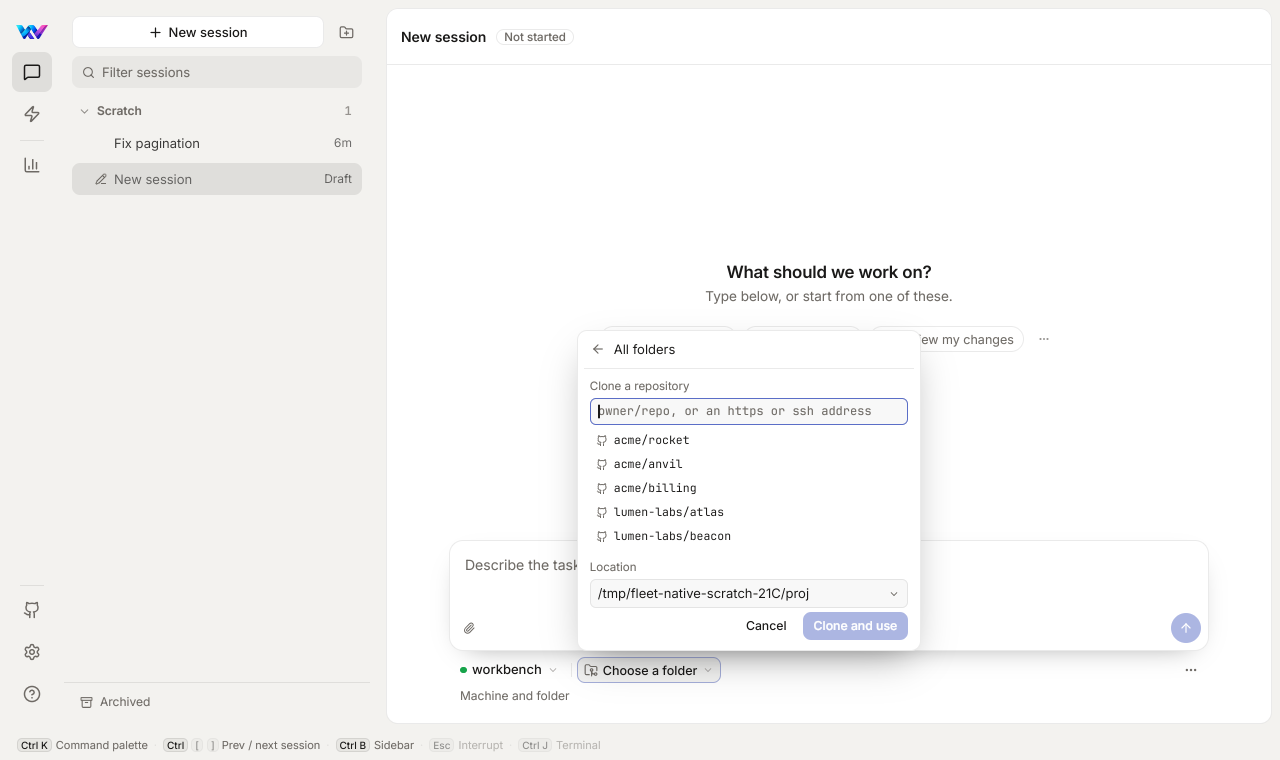 New session
Filter sessions
Scratch 1
Fix pagination 6m
New session Draft
Archived
New session Not started
What should we work on?
Type below, or start from one of these.
my changes
All folders
Clone a repository
owner/repo, or an https or ssh address
acme/rocket
acme/anvil
acme/billing
lumen-labs/atlas
lumen-labs/beacon
Location
/tmp/fleet-native-scratch-21C/proj
Cancel Clone and use
Describe the task
workbench Choose a folder
Machine and folder
Ctrl K Command palette Ctrl [ ] Prev / next session Ctrl B Sidebar Esc Interrupt Ctrl J Terminal